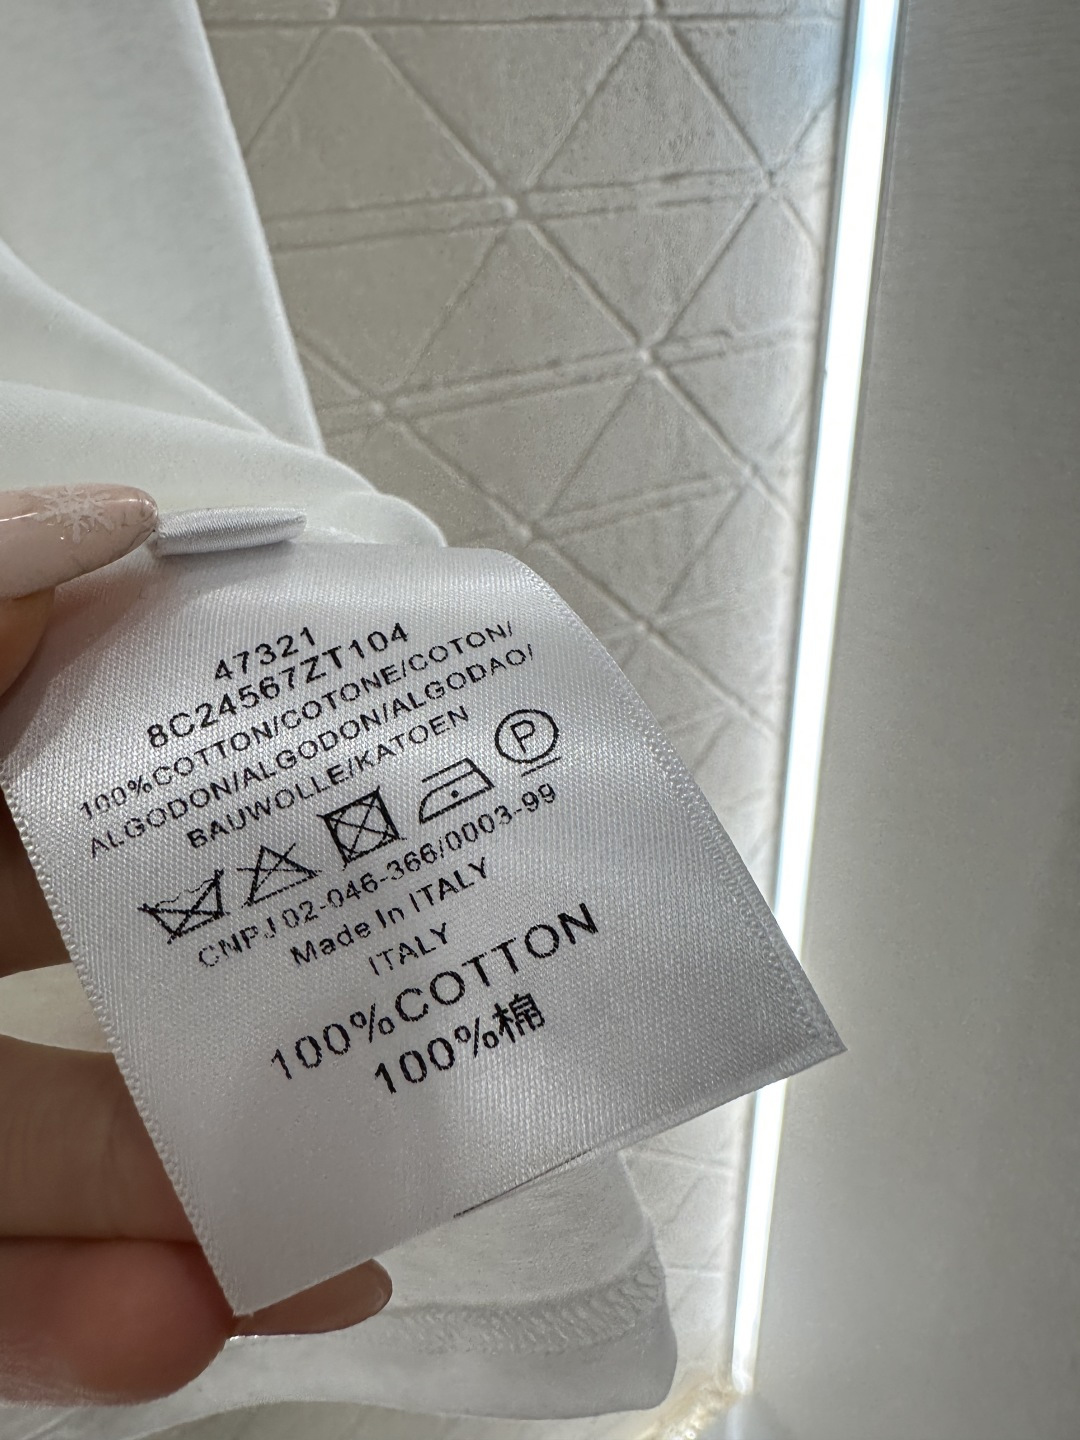 47321
8C24567ZT104
100%COTTON/COTONE/COTON/
ALGODON/ALGODON/ALGODAO/
BAUWOLLE/KATOEN
P
CNPJ 02-046-366/0003-99
Made In ITALY
ITALY
100%COTTON
100%棉